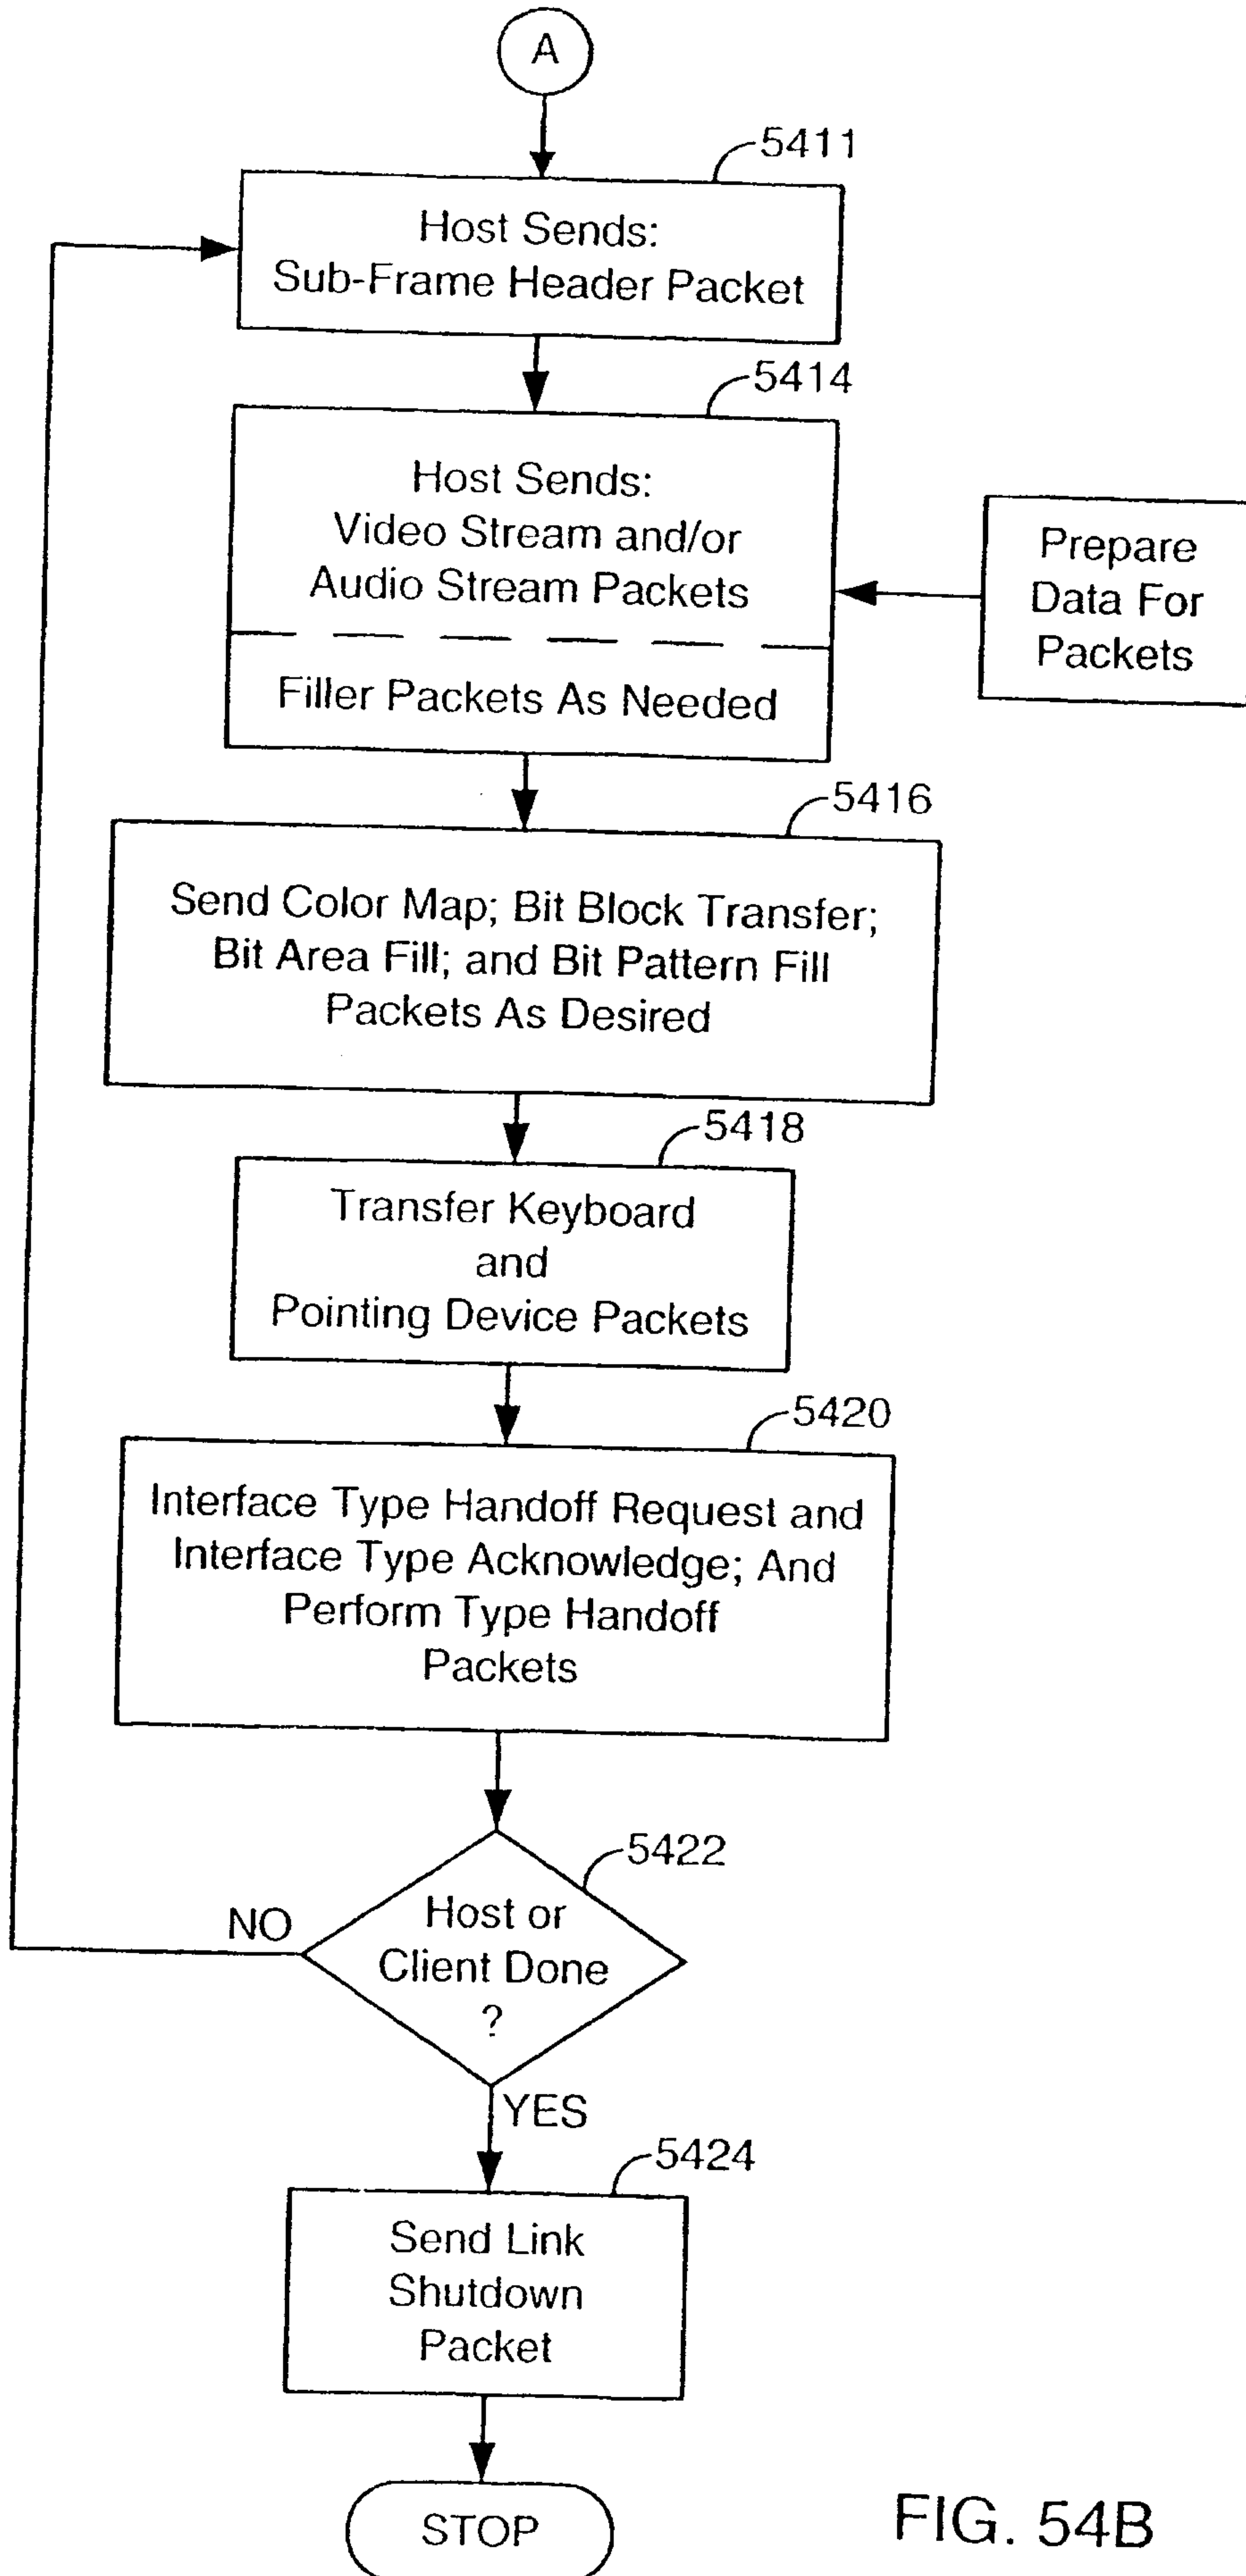 A
5411
Host Sends:
Sub-Frame Header Packet
5414
Host Sends:
Video Stream and/or
Audio Stream Packets
Filler Packets As Needed
Prepare
Data For
Packets
5416
Send Color Map; Bit Block Transfer;
Bit Area Fill; and Bit Pattern Fill
Packets As Desired
5418
Transfer Keyboard
and
Pointing Device Packets
5420
Interface Type Handoff Request and
Interface Type Acknowledge; And
Perform Type Handoff
Packets
5422
Host or
Client Done
?
NO
YES
5424
Send Link
Shutdown
Packet
STOP
FIG. 54B